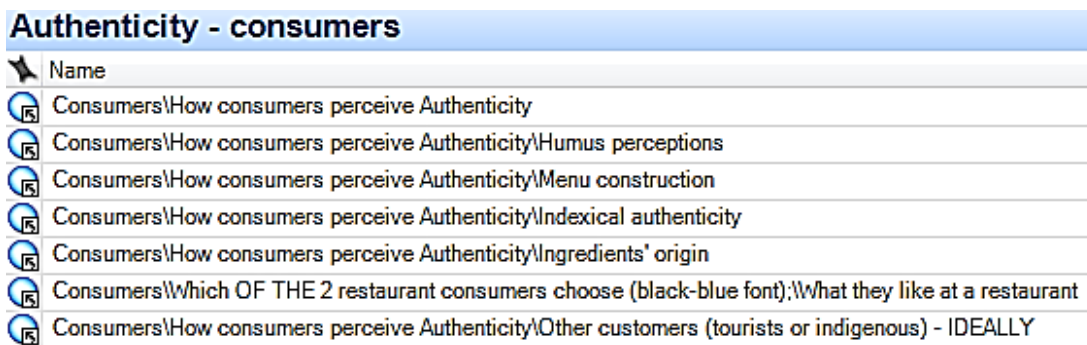 Authenticity - consumers
Name
Consumers\How consumers perceive Authenticity
Consumers\How consumers perceive Authenticity\Humus perceptions
Consumers\How consumers perceive Authenticity\Menu construction
Consumers\How consumers perceive Authenticity\Indexical authenticity
Consumers\How consumers perceive Authenticity\Ingredients' origin
Consumers\Which OF THE 2 restaurant consumers choose (black-blue font);\What they like at a restaurant
Consumers\How consumers perceive Authenticity\Other customers (tourists or indigenous) - IDEALLY